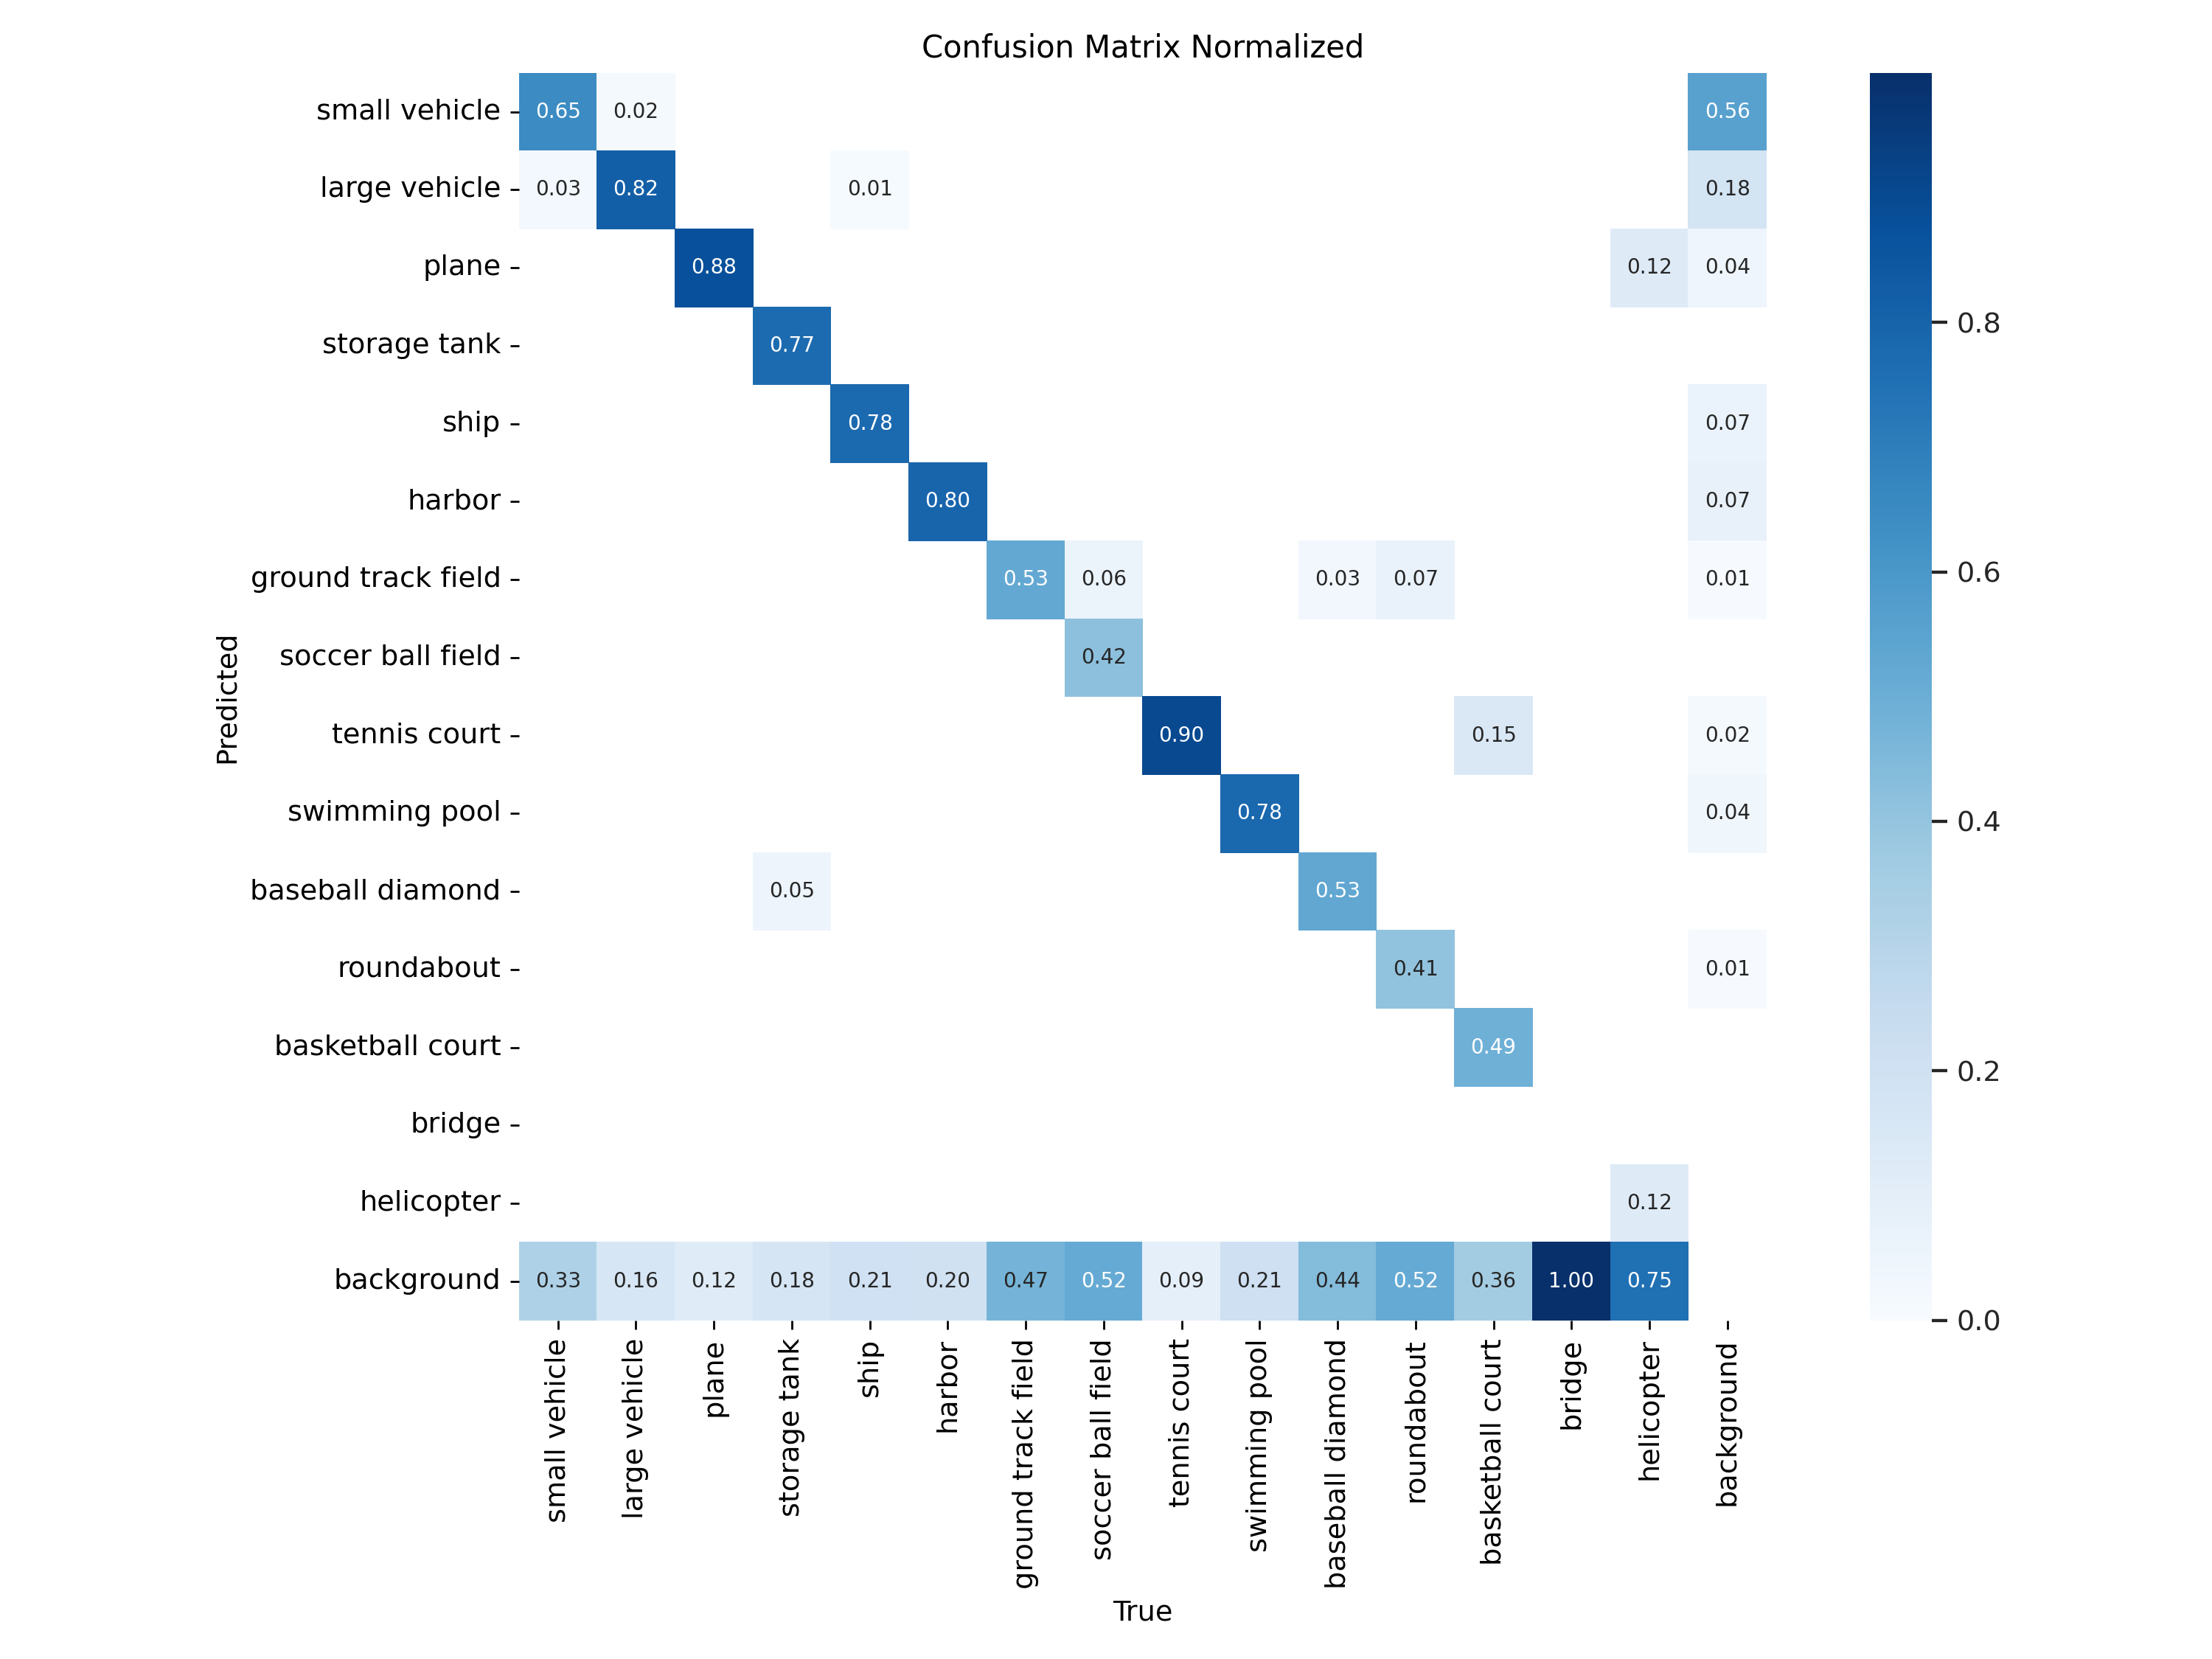 Confusion Matrix Normalized
small vehicle 0.65 0.02 0.56
large vehicle 0.03 0.82 0.01 0.18
plane 0.88 0.12 0.04
0.8
storage tank 0.77
ship 0.78 0.07
harbor 0.80 0.07
0.6
ground track field 0.53 0.06 0.03 0.07 0.01
soccer ball field 0.42
Predicted
tennis court 0.90 0.15 0.02
swimming pool 0.78 0.04
0.4
baseball diamond 0.05 0.53
roundabout 0.41 0.01
basketball court 0.49
0.2
bridge
helicopter 0.12
background 0.33 0.16 0.12 0.18 0.21 0.20 0.47 0.52 0.09 0.21 0.44 0.52 0.36 1.00 0.75
0.0
small vehicle
large vehicle
plane
storage tank
ship
harbor
ground track field
soccer ball field
tennis court
swimming pool
baseball diamond
roundabout
basketball court
bridge
helicopter
background
True